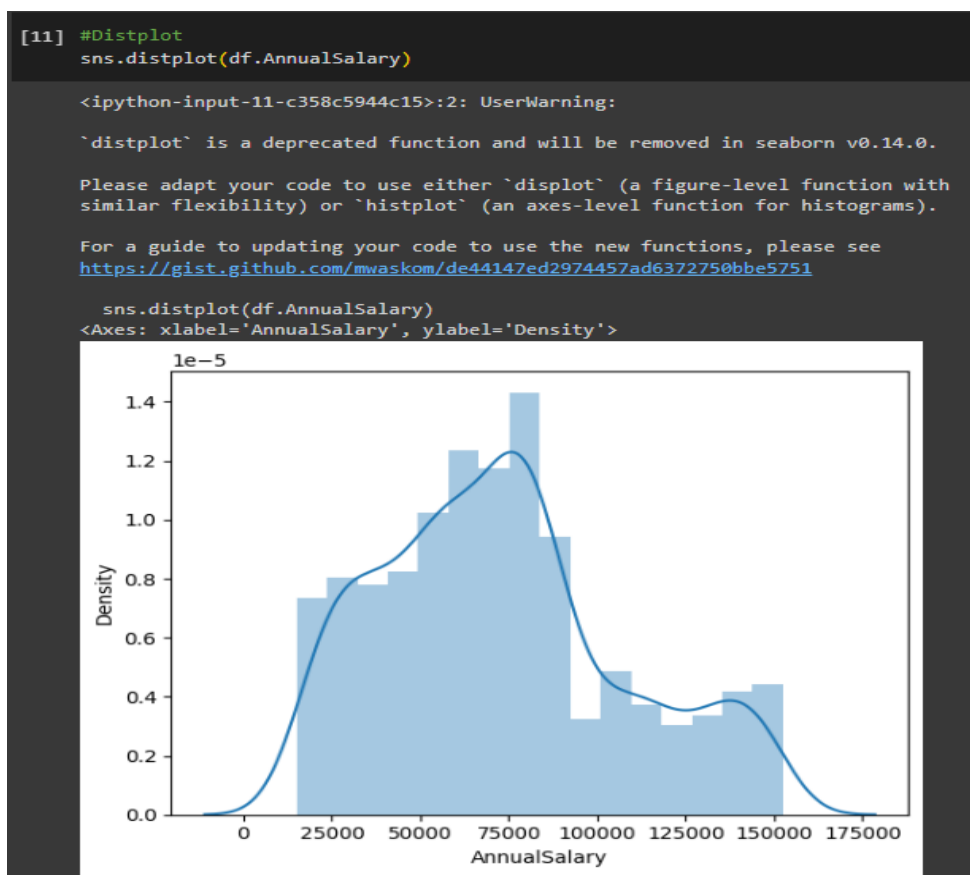 [11] #Distplot
sns.distplot(df.AnnualSalary)
<ipython-input-11-c358c5944c15>:2: UserWarning:
`distplot` is a deprecated function and will be removed in seaborn v0.14.0.
Please adapt your code to use either `displot` (a figure-level function with
similar flexibility) or `histplot` (an axes-level function for histograms).
For a guide to updating your code to use the new functions, please see
https://gist.github.com/mwaskom/de44147ed2974457ad6372750bbe5751
sns.distplot(df.AnnualSalary)
<Axes: xlabel='AnnualSalary', ylabel='Density'>
1e−5
1.4
1.2
1.0
0.8
0.6
0.4
0.2
0.0
Density
0 25000 50000 75000 100000 125000 150000 175000
AnnualSalary